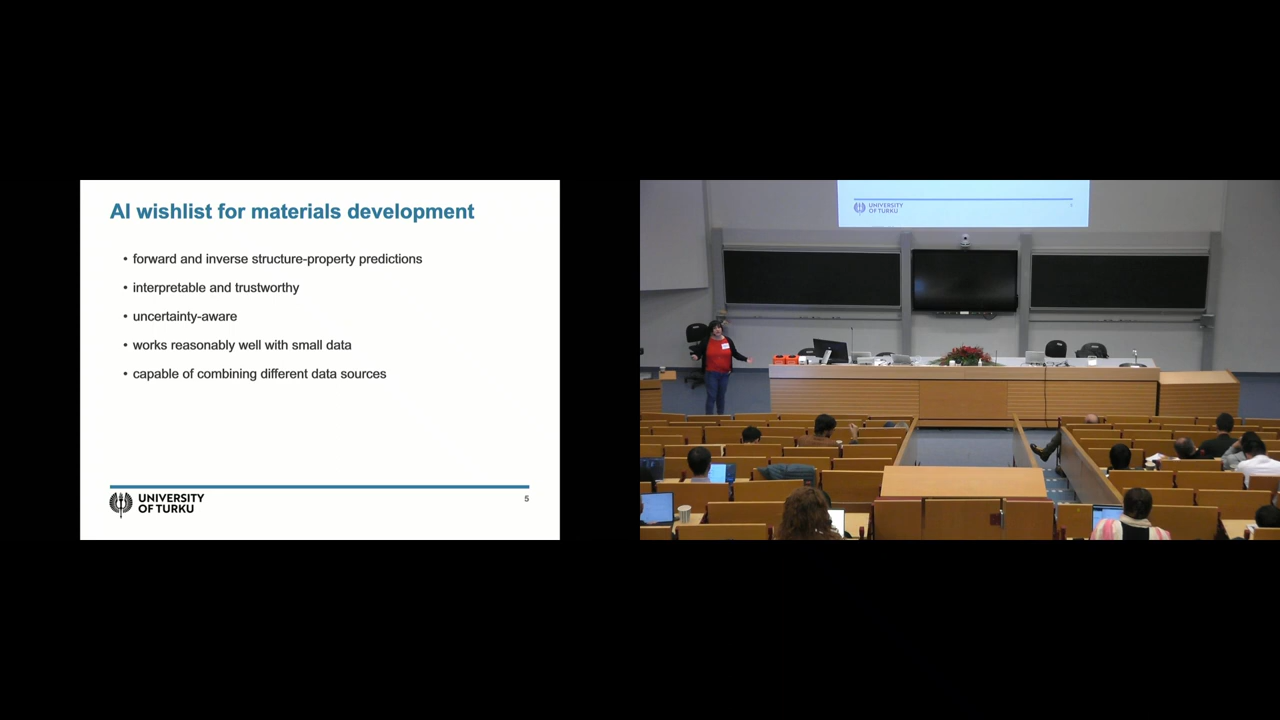 AI wishlist for materials development
• forward and inverse structure-property predictions
• interpretable and trustworthy
• uncertainty-aware
• works reasonably well with small data
• capable of combining different data sources
UNIVERSITY
OF TURKU
5
UNIVERSITY
OF TURKU